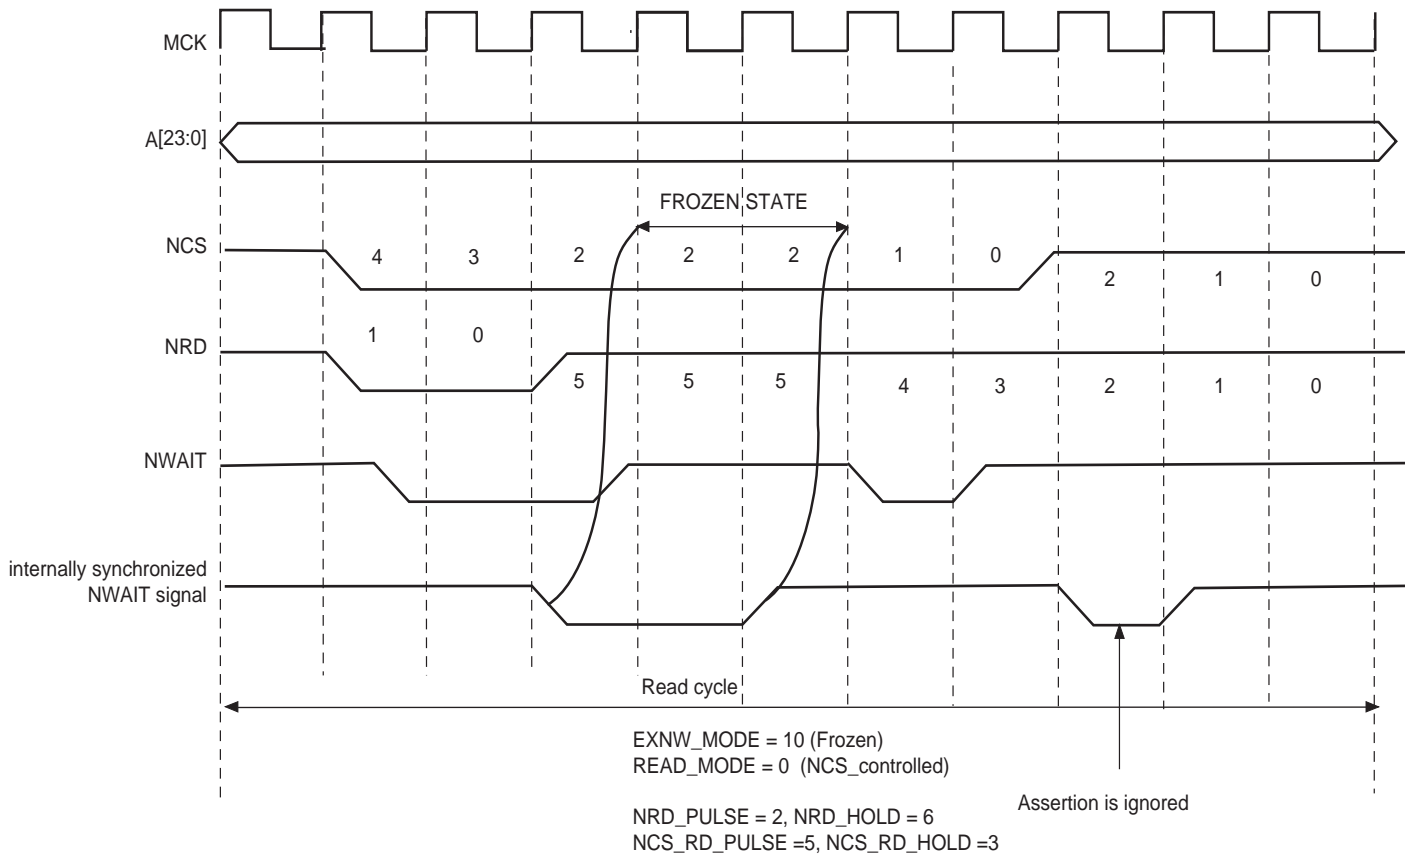 MCK
A[23:0]
FROZEN STATE
NCS
4 3 2 2 2 1 0
2 1 0
1 0
NRD
5 5 5 4 3 2 1 0
NWAIT
internally synchronized
NWAIT signal
Read cycle
EXNW_MODE = 10 (Frozen)
READ_MODE = 0 (NCS_controlled)
Assertion is ignored
NRD_PULSE = 2, NRD_HOLD = 6
NCS_RD_PULSE =5, NCS_RD_HOLD =3